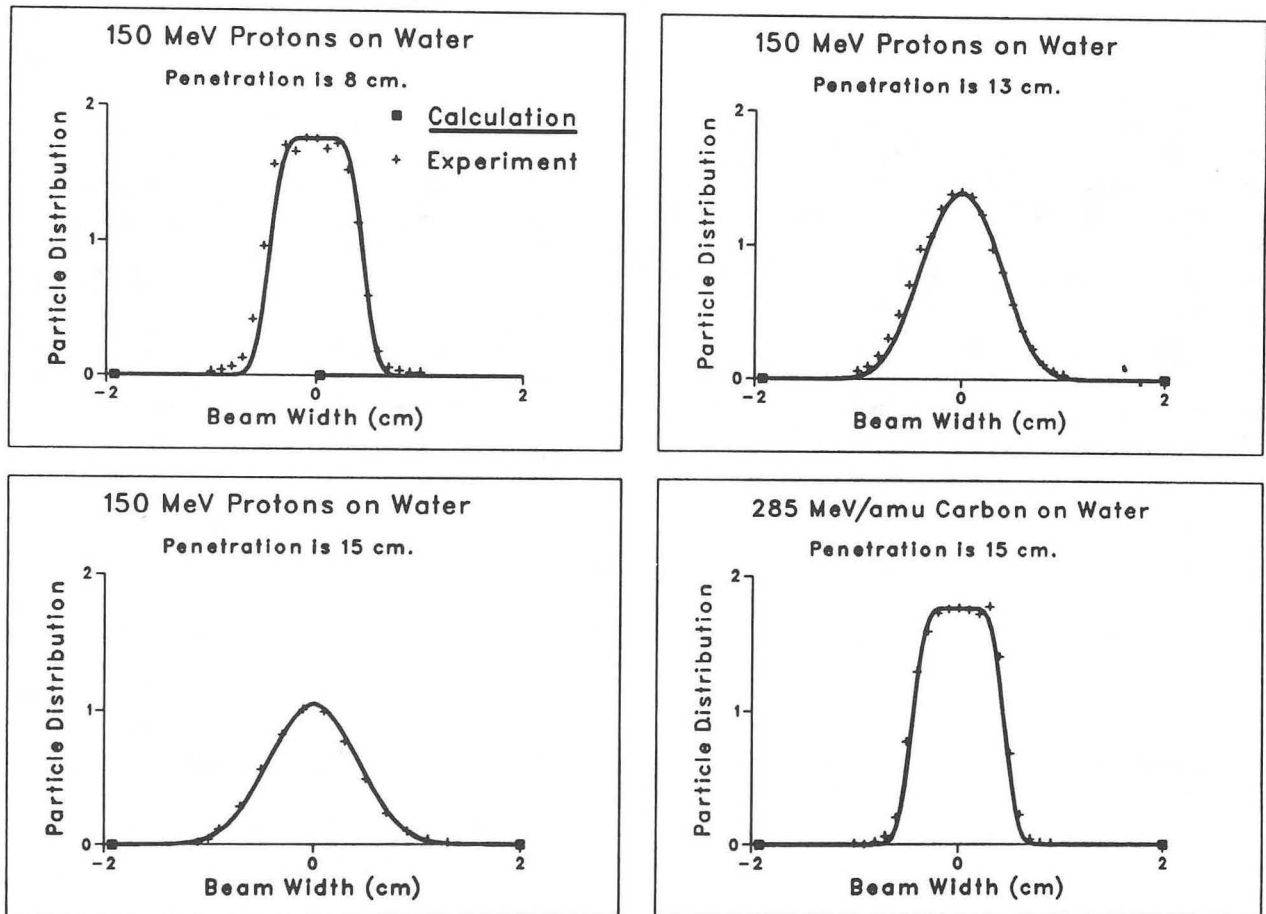 150 MeV Protons on Water
Penetration is 8 cm.
Calculation
Experiment
Particle Distribution
2
1
0
-2
0
2
Beam Width (cm)
150 MeV Protons on Water
Penetration is 13 cm.
Particle Distribution
2
1
0
-2
0
2
Beam Width (cm)
150 MeV Protons on Water
Penetration is 15 cm.
Particle Distribution
2
1
0
-2
0
2
Beam Width (cm)
285 MeV/amu Carbon on Water
Penetration is 15 cm.
Particle Distribution
2
1
0
-2
0
2
Beam Width (cm)